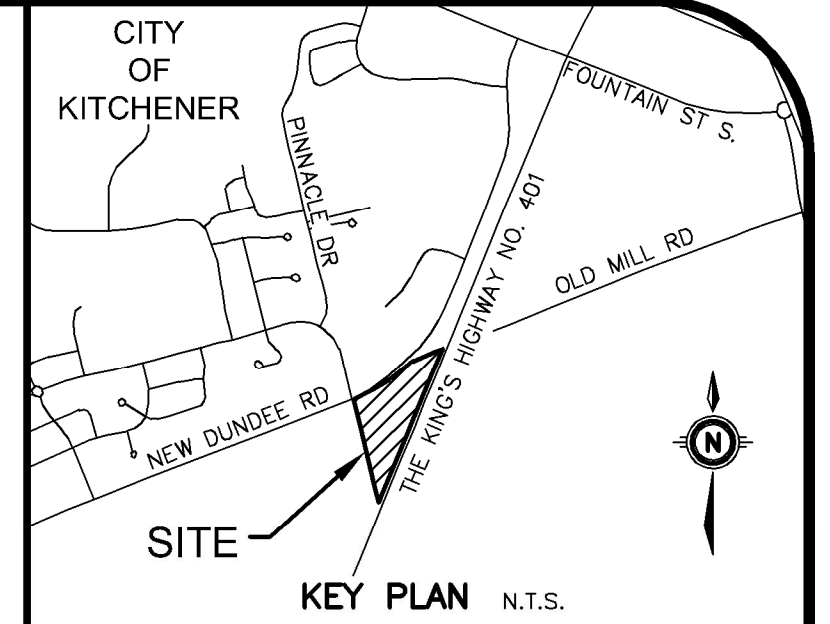 CITY
OF
KITCHENER
FOUNTAIN ST S.
PINNACLE DR
THE KING'S HIGHWAY NO. 401
OLD MILL RD
NEW DUNDEE RD
N
SITE
KEY PLAN N.T.S.